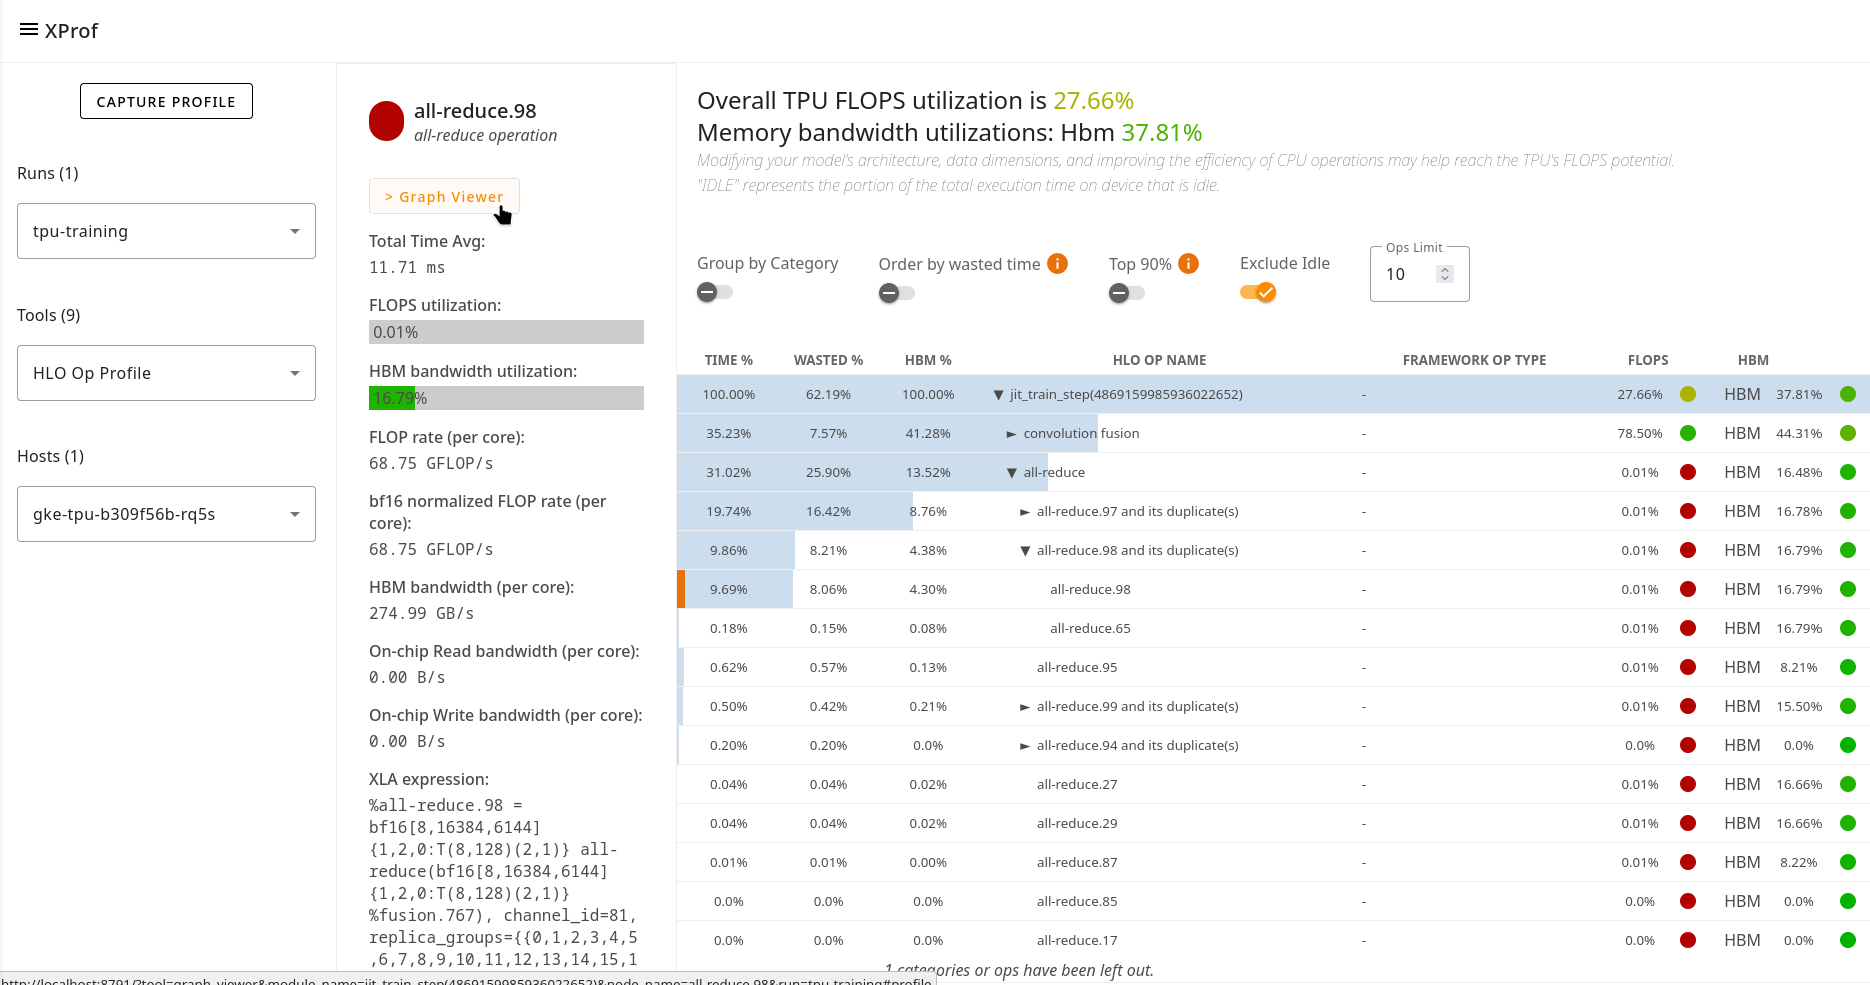 XProf
CAPTURE PROFILE
Runs (1)
tpu-training
Tools (9)
HLO Op Profile
Hosts (1)
gke-tpu-b309f56b-rq5s
all-reduce.98
all-reduce operation
> Graph Viewer
Total Time Avg:
11.71 ms
FLOPS utilization:
0.01%
HBM bandwidth utilization:
16.79%
FLOP rate (per core):
68.75 GFLOP/s
bf16 normalized FLOP rate (per
core):
68.75 GFLOP/s
HBM bandwidth (per core):
274.99 GB/s
On-chip Read bandwidth (per core):
0.00 B/s
On-chip Write bandwidth (per core):
0.00 B/s
XLA expression:
%all-reduce.98 =
bf16[8,16384,6144]
{1,2,0:T(8,128)(2,1)} all-
reduce(bf16[8,16384,6144]
{1,2,0:T(8,128)(2,1)}
%fusion.767), channel_id=81,
replica_groups={{0,1,2,3,4,5
,6,7,8,9,10,11,12,13,14,15,1
Overall TPU FLOPS utilization is 27.66%
Memory bandwidth utilizations: Hbm 37.81%
Modifying your model's architecture, data dimensions, and improving the efficiency of CPU operations may help reach the TPU's FLOPS potential.
"IDLE" represents the portion of the total execution time on device that is idle.
Group by Category Order by wasted time Top 90% Exclude Idle Ops Limit
10
TIME % WASTED % HBM % HLO OP NAME FRAMEWORK OP TYPE FLOPS HBM
100.00% 62.19% 100.00% ▼ jit_train_step(4869159985936022652) - 27.66% HBM 37.81%
35.23% 7.57% 41.28% ► convolution fusion - 78.50% HBM 44.31%
31.02% 25.90% 13.52% ▼ all-reduce - 0.01% HBM 16.48%
19.74% 16.42% 8.76% ► all-reduce.97 and its duplicate(s) - 0.01% HBM 16.78%
9.86% 8.21% 4.38% ▼ all-reduce.98 and its duplicate(s) - 0.01% HBM 16.79%
9.69% 8.06% 4.30% all-reduce.98 - 0.01% HBM 16.79%
0.18% 0.15% 0.08% all-reduce.65 - 0.01% HBM 16.79%
0.62% 0.57% 0.13% all-reduce.95 - 0.01% HBM 8.21%
0.50% 0.42% 0.21% ► all-reduce.99 and its duplicate(s) - 0.01% HBM 15.50%
0.20% 0.20% 0.0% ► all-reduce.94 and its duplicate(s) - 0.0% HBM 0.0%
0.04% 0.04% 0.02% all-reduce.27 - 0.01% HBM 16.66%
0.04% 0.04% 0.02% all-reduce.29 - 0.01% HBM 16.66%
0.01% 0.01% 0.00% all-reduce.87 - 0.01% HBM 8.22%
0.0% 0.0% 0.0% all-reduce.85 - 0.0% HBM 0.0%
0.0% 0.0% 0.0% all-reduce.17 - 0.0% HBM 0.0%
1 categories or ops have been left out.
http://localhost:8791/?tool=graph_viewer&module_name=jit_train_step(4869159985936022652)&node_name=all-reduce.98&run=tpu-training#profile